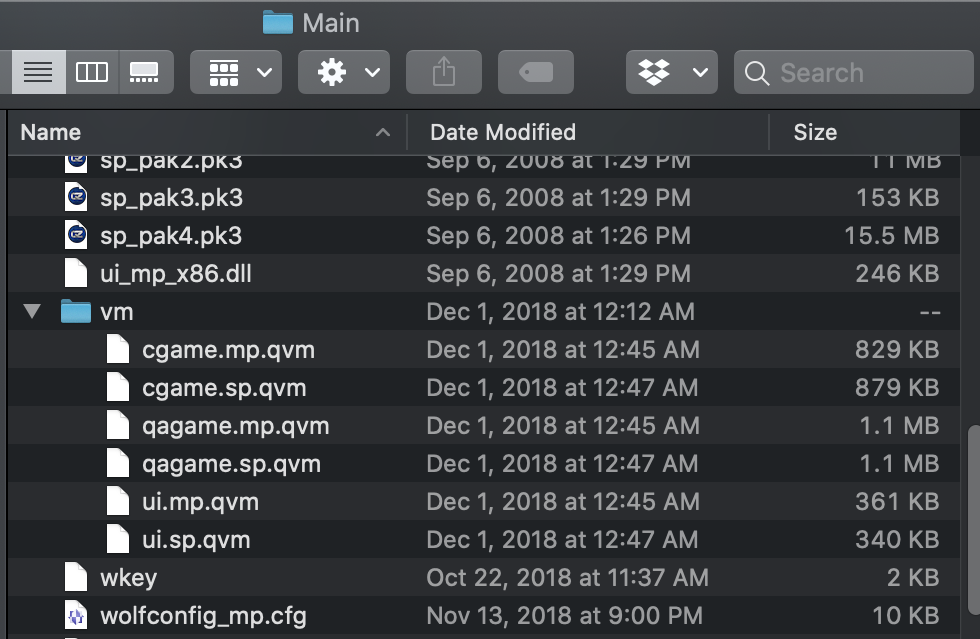 Main
Search
Name Date Modified Size
sp_pak2.pk3 Sep 6, 2008 at 1:29 PM 11 MB
sp_pak3.pk3 Sep 6, 2008 at 1:29 PM 153 KB
sp_pak4.pk3 Sep 6, 2008 at 1:26 PM 15.5 MB
ui_mp_x86.dll Sep 6, 2008 at 1:29 PM 246 KB
vm Dec 1, 2018 at 12:12 AM --
cgame.mp.qvm Dec 1, 2018 at 12:45 AM 829 KB
cgame.sp.qvm Dec 1, 2018 at 12:47 AM 879 KB
qagame.mp.qvm Dec 1, 2018 at 12:45 AM 1.1 MB
qagame.sp.qvm Dec 1, 2018 at 12:47 AM 1.1 MB
ui.mp.qvm Dec 1, 2018 at 12:45 AM 361 KB
ui.sp.qvm Dec 1, 2018 at 12:47 AM 340 KB
wkey Oct 22, 2018 at 11:37 AM 2 KB
wolfconfig_mp.cfg Nov 13, 2018 at 9:00 PM 10 KB